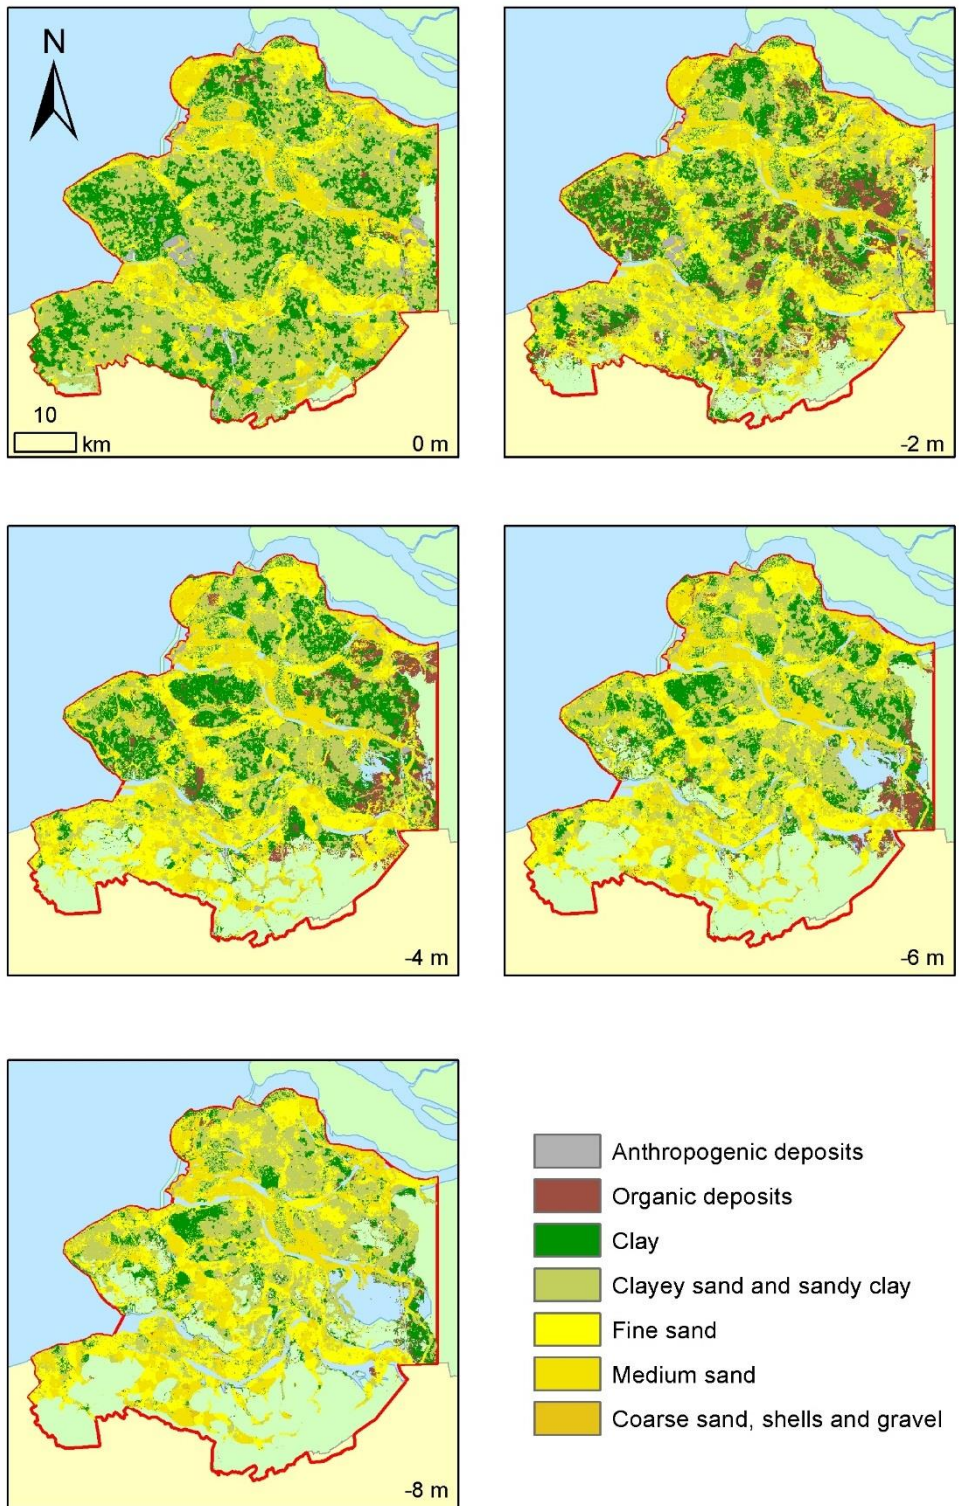 N
10
km
0 m
-2 m
-4 m
-6 m
-8 m
Anthropogenic deposits
Organic deposits
Clay
Clayey sand and sandy clay
Fine sand
Medium sand
Coarse sand, shells and gravel